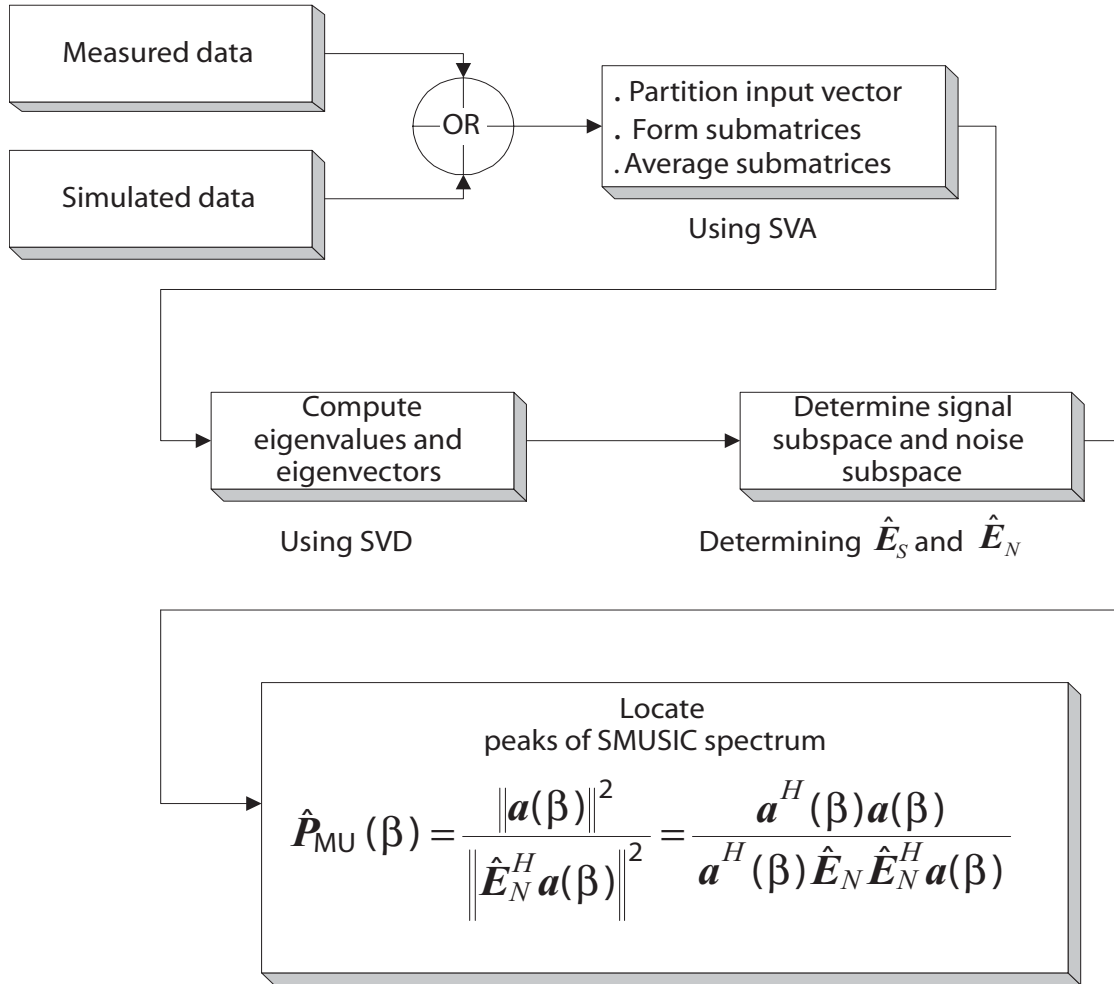 Measured data
Simulated data
OR
. Partition input vector
. Form submatrices
. Average submatrices
Using SVA
Compute
eigenvalues and
eigenvectors
Using SVD
Determine signal
subspace and noise
subspace
Determining Ê_S and Ê_N
Locate
peaks of SMUSIC spectrum
P̂_MU (β) = ‖a(β)‖² / ‖Ê_N^H a(β)‖² = a^H(β)a(β) / a^H(β)Ê_N Ê_N^H a(β)